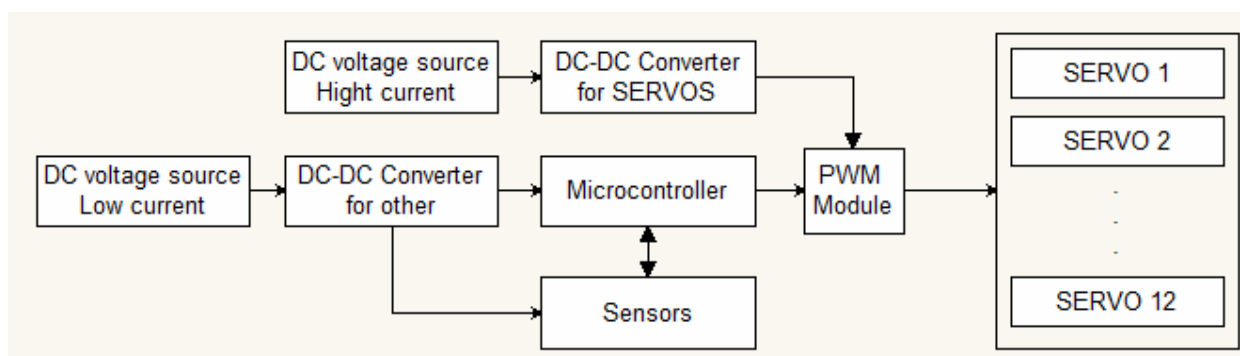 DC voltage source
Hight current
DC-DC Converter
for SERVOS
SERVO 1
SERVO 2
.
.
.
SERVO 12
DC voltage source
Low current
DC-DC Converter
for other
Microcontroller
PWM
Module
Sensors